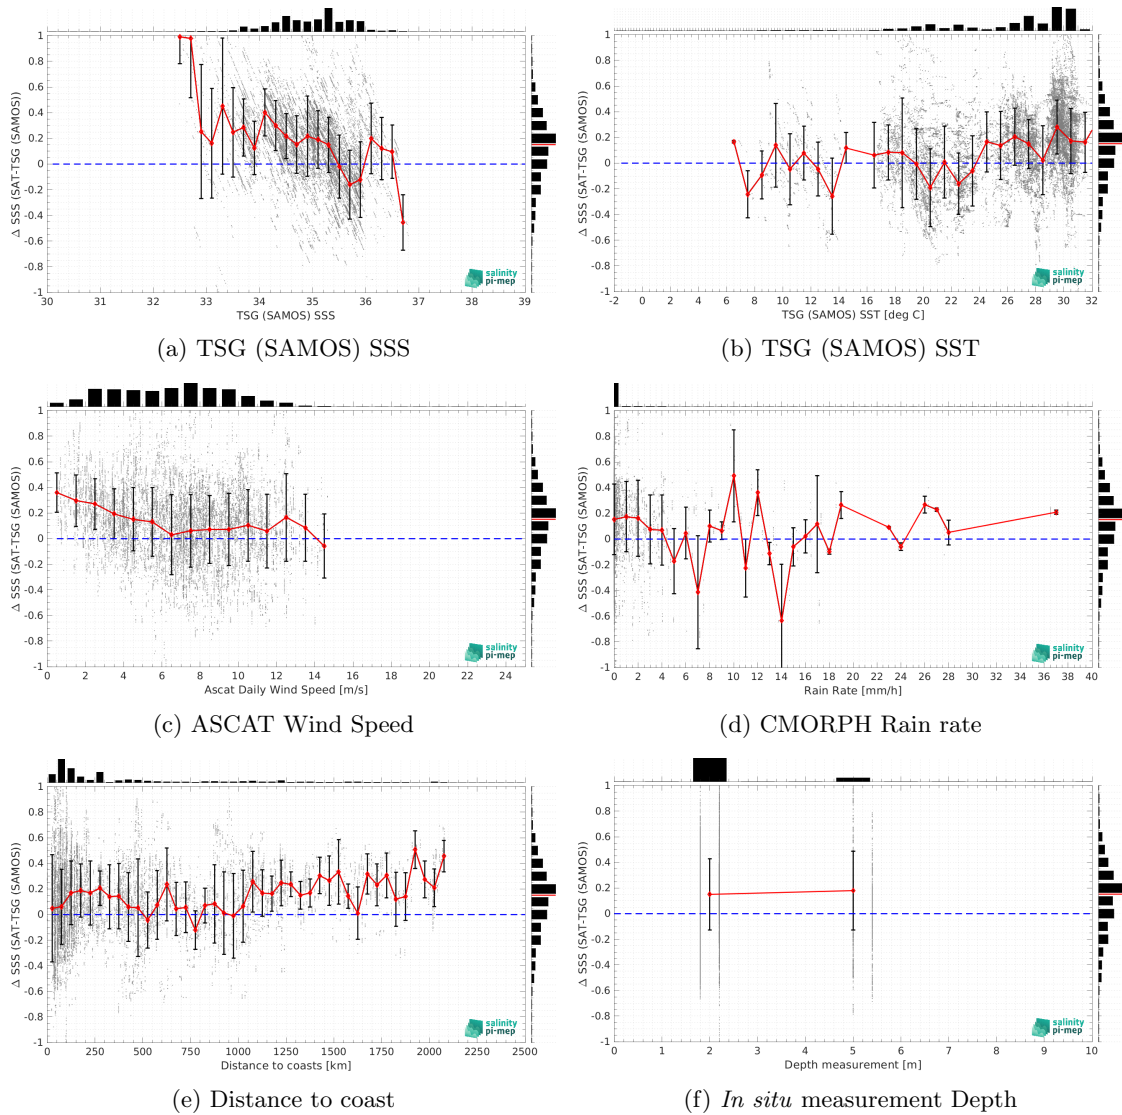 1
0.8
0.6
0.4
0.2
0
-0.2
-0.4
-0.6
-0.8
-1
Δ SSS (SAT-TSG (SAMOS))
30 31 32 33 34 35 36 37 38 39
TSG (SAMOS) SSS
salinity
pi-mep
(a) TSG (SAMOS) SSS
1
0.8
0.6
0.4
0.2
0
-0.2
-0.4
-0.6
-0.8
-1
Δ SSS (SAT-TSG (SAMOS))
-2 0 2 4 6 8 10 12 14 16 18 20 22 24 26 28 30 32
TSG (SAMOS) SST [deg C]
salinity
pi-mep
(b) TSG (SAMOS) SST
1
0.8
0.6
0.4
0.2
0
-0.2
-0.4
-0.6
-0.8
-1
Δ SSS (SAT-TSG (SAMOS))
0 2 4 6 8 10 12 14 16 18 20 22 24
Ascat Daily Wind Speed [m/s]
salinity
pi-mep
(c) ASCAT Wind Speed
1
0.8
0.6
0.4
0.2
0
-0.2
-0.4
-0.6
-0.8
-1
Δ SSS (SAT-TSG (SAMOS))
0 2 4 6 8 10 12 14 16 18 20 22 24 26 28 30 32 34 36 38 40
Rain Rate [mm/h]
salinity
pi-mep
(d) CMORPH Rain rate
1
0.8
0.6
0.4
0.2
0
-0.2
-0.4
-0.6
-0.8
-1
Δ SSS (SAT-TSG (SAMOS))
0 250 500 750 1000 1250 1500 1750 2000 2250 2500
Distance to coasts [km]
salinity
pi-mep
(e) Distance to coast
1
0.8
0.6
0.4
0.2
0
-0.2
-0.4
-0.6
-0.8
-1
Δ SSS (SAT-TSG (SAMOS))
0 1 2 3 4 5 6 7 8 9 10
Depth measurement [m]
salinity
pi-mep
(f) In situ measurement Depth